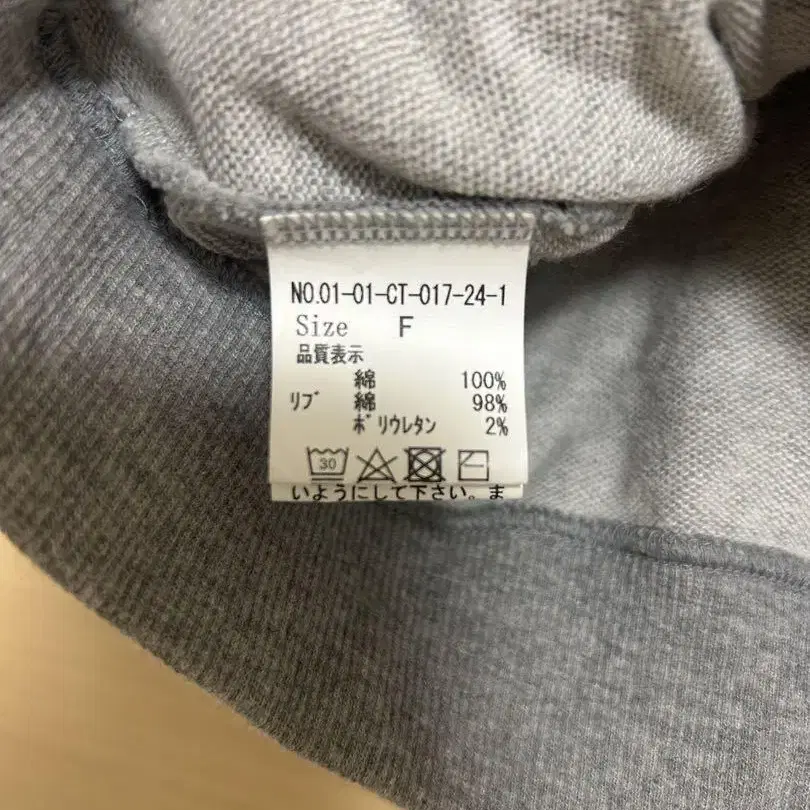 NO.01-01-CT-017-24-1
Size F
品質表示
綿 100%
リブ 綿 98%
ポリウレタン 2%
30
いようにして下さい。ま